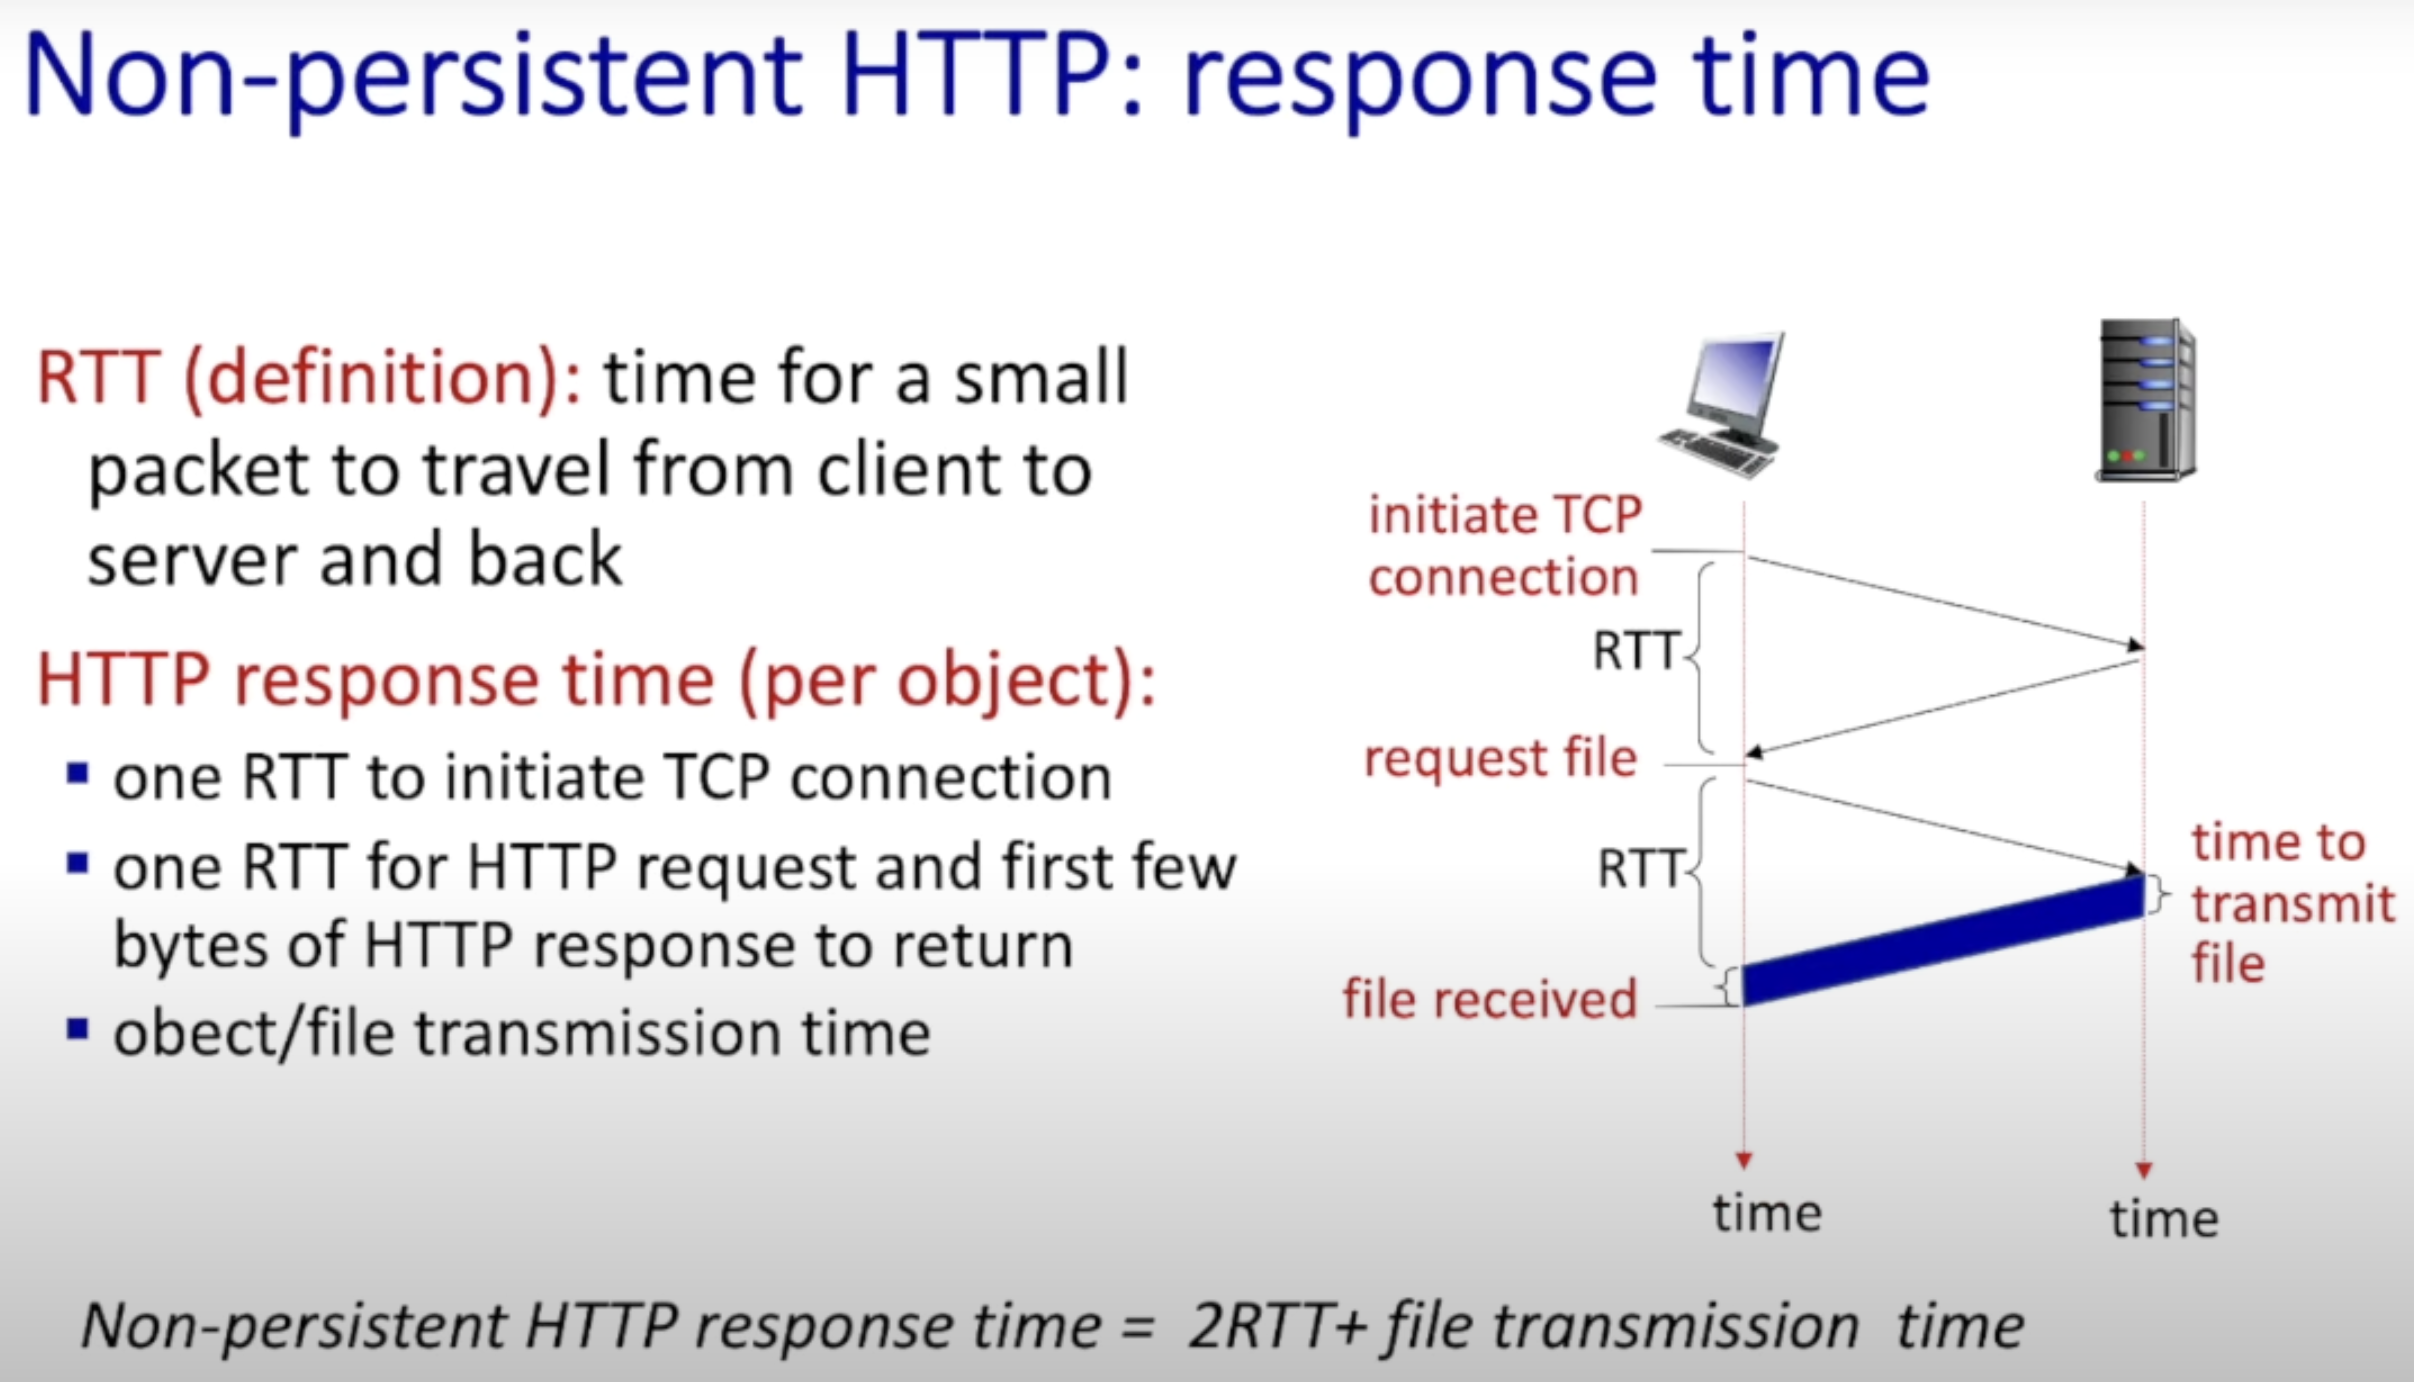 Non-persistent HTTP: response time
RTT (definition): time for a small
packet to travel from client to
server and back
HTTP response time (per object):
▪ one RTT to initiate TCP connection
▪ one RTT for HTTP request and first few
bytes of HTTP response to return
▪ obect/file transmission time
initiate TCP
connection
RTT
request file
RTT
time to
transmit
file
file received
time
time
Non-persistent HTTP response time = 2RTT+ file transmission time